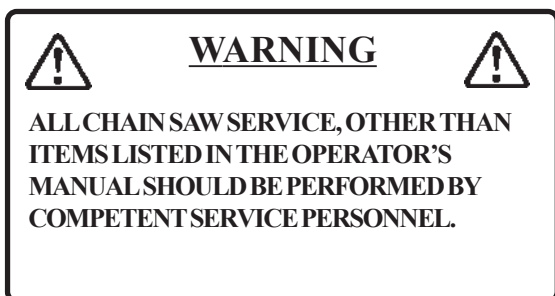 WARNING
ALL CHAIN SAW SERVICE, OTHER THAN
ITEMS LISTED IN THE OPERATOR'S
MANUAL SHOULD BE PERFORMED BY
COMPETENT SERVICE PERSONNEL.